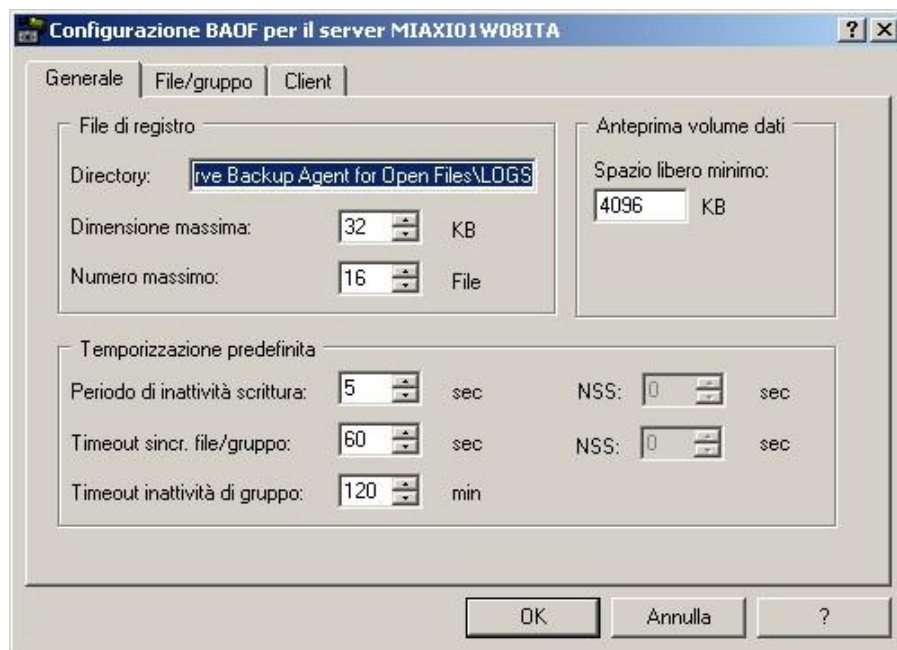 Configurazione BAOF per il server MIAXI01W08ITA
Generale File/gruppo Client
File di registro
Directory: rve Backup Agent for Open Files\LOGS
Dimensione massima: 32 KB
Numero massimo: 16 File
Anteprima volume dati
Spazio libero minimo:
4096 KB
Temporizzazione predefinita
Periodo di inattività scrittura: 5 sec NSS: 0 sec
Timeout sincr. file/gruppo: 60 sec NSS: 0 sec
Timeout inattività di gruppo: 120 min
OK Annulla ?